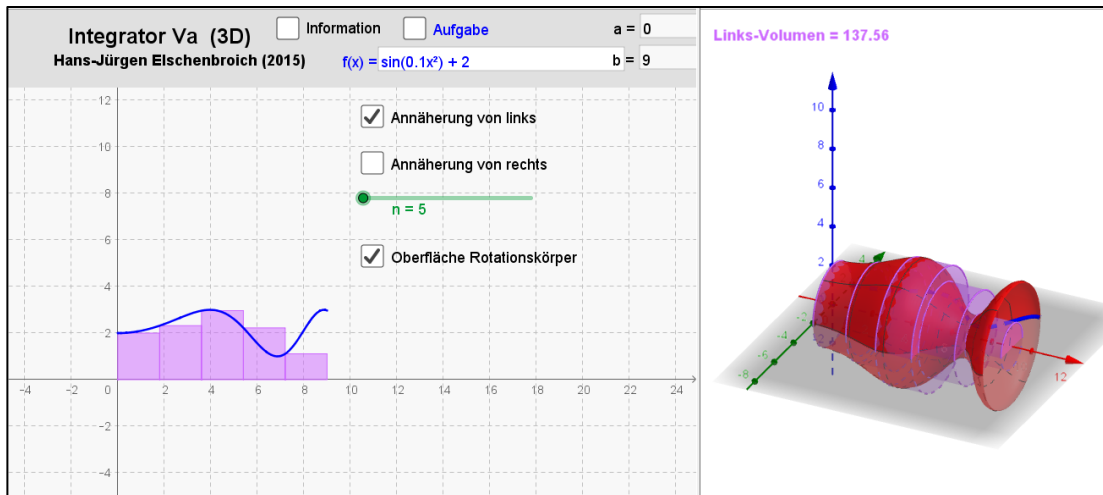 Integrator Va (3D)
Hans-Jürgen Elschenbroich (2015)
Information
Aufgabe
a = 0
f(x) = sin(0.1x²) + 2
b = 9
Annäherung von links
Annäherung von rechts
n = 5
Oberfläche Rotationskörper
12
10
8
6
4
2
0
−2
−4
−4
−2
0
2
4
6
8
10
12
14
16
18
20
22
24
Links-Volumen = 137.56
10
8
6
4
2
4
−2
−4
−6
−8
12